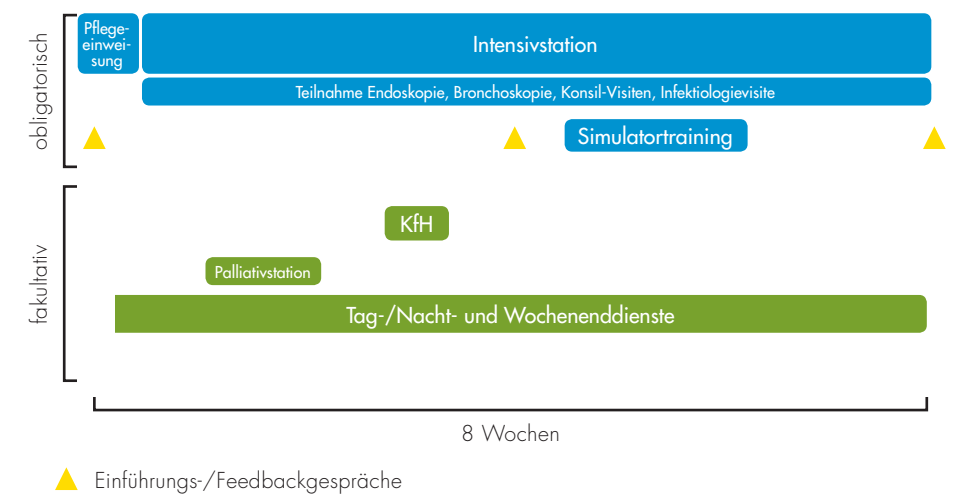 obligatorisch
Pflege-
einwei-
sung
Intensivstation
Teilnahme Endoskopie, Bronchoskopie, Konsil-Visiten, Infektiologievisite
Simulatortraining
fakultativ
KfH
Palliativstation
Tag-/Nacht- und Wochenenddienste
8 Wochen
Einführungs-/Feedbackgespräche